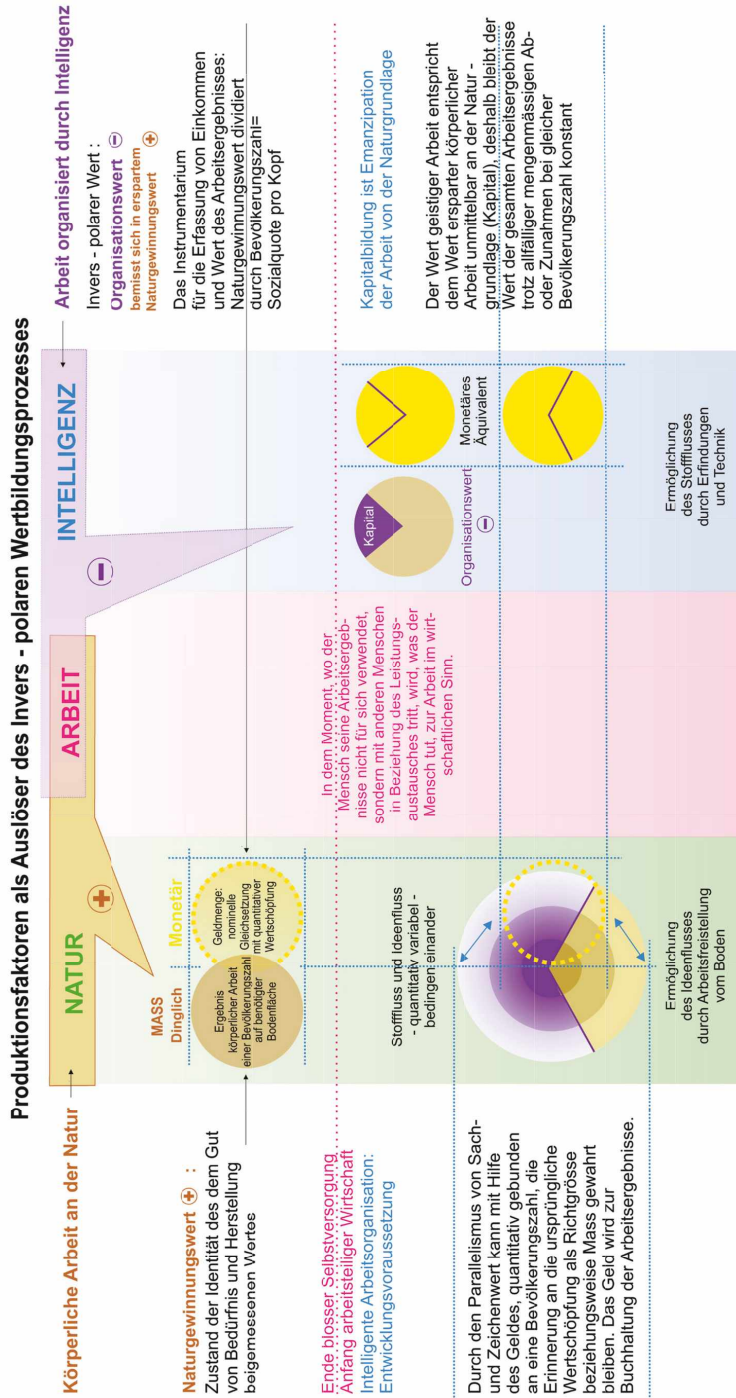 Produktionsfaktoren als Auslöser des Invers - polaren Wertbildungsprozesses
Körperliche Arbeit an der Natur
NATUR
ARBEIT
INTELLIGENZ
Arbeit organisiert durch Intelligenz
Invers - polarer Wert :
Organisationswert −
bemisst sich in erspartem
Naturgewinnungswert +
+
−
MASS
Dinglich
Monetär
Naturgewinnungswert + :
Zustand der Identität des dem Gut
von Bedürfnis und Herstellung
beigemessenen Wertes
Ergebnis
körperlicher Arbeit
einer Bevölkerungszahl
auf benötigter
Bodenfläche
Geldmenge:
nominelle
Gleichsetzung
mit quantitativer
Wertschöpfung
Das Instrumentarium
für die Erfassung von Einkommen
und Wert des Arbeitsergebnisses:
Naturgewinnungswert dividiert
durch Bevölkerungszahl=
Sozialquote pro Kopf
Ende blosser Selbstversorgung
Anfang arbeitsteiliger Wirtschaft
Intelligente Arbeitsorganisation:
Entwicklungsvoraussetzung
Stofffluss und Ideenfluss
- quantitativ variabel -
bedingen einander
In dem Moment, wo der
Mensch seine Arbeitsergeb-
nisse nicht für sich verwendet,
sondern mit anderen Menschen
in Beziehung des Leistungs-
austausches tritt, wird, was der
Mensch tut, zur Arbeit im wirt-
schaftlichen Sinn.
Kapital
Organisationswert
−
Monetäres
Äquivalent
Kapitalbildung ist Emanzipation
der Arbeit von der Naturgrundlage
Der Wert geistiger Arbeit entspricht
dem Wert ersparter körperlicher
Arbeit unmittelbar an der Natur -
grundlage (Kapital), deshalb bleibt der
Wert der gesamten Arbeitsergebnisse
trotz allfälliger mengenmässigen Ab-
oder Zunahmen bei gleicher
Bevölkerungszahl konstant
Durch den Parallelismus von Sach-
und Zeichenwert kann mit Hilfe
des Geldes, quantitativ gebunden
an eine Bevölkerungszahl, die
Erinnerung an die ursprüngliche
Wertschöpfung als Richtgrösse
beziehungsweise Mass gewahrt
bleiben. Das Geld wird zur
Buchhaltung der Arbeitsergebnisse.
Ermöglichung
des Ideenflusses
durch Arbeitsfreistellung
vom Boden
Ermöglichung
des Stoffflusses
durch Erfindungen
und Technik